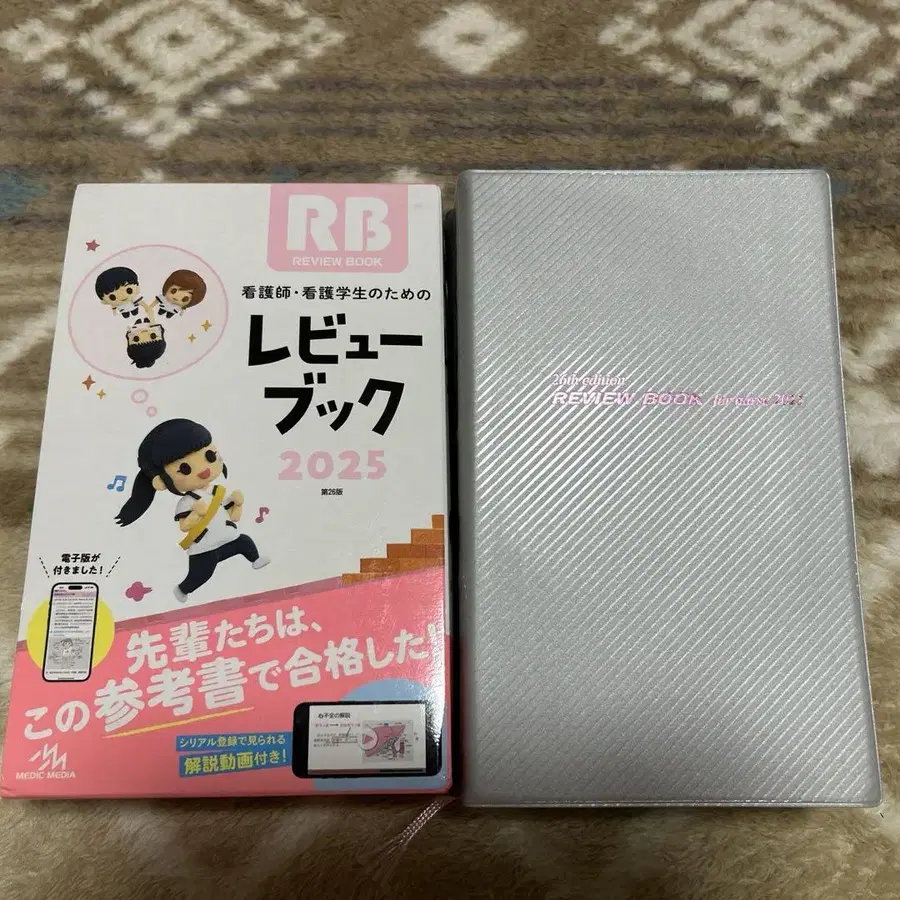 RB
REVIEW BOOK
看護師・看護学生のための
レビュー
ブック
2025
第26版
電子版が
付きました!
先輩たちは、
この参考書で合格した
シリアル登録で見られる
解説動画付き!
MEDIC MEDIA
26th edition
REVIEW BOOK for nurse 2025